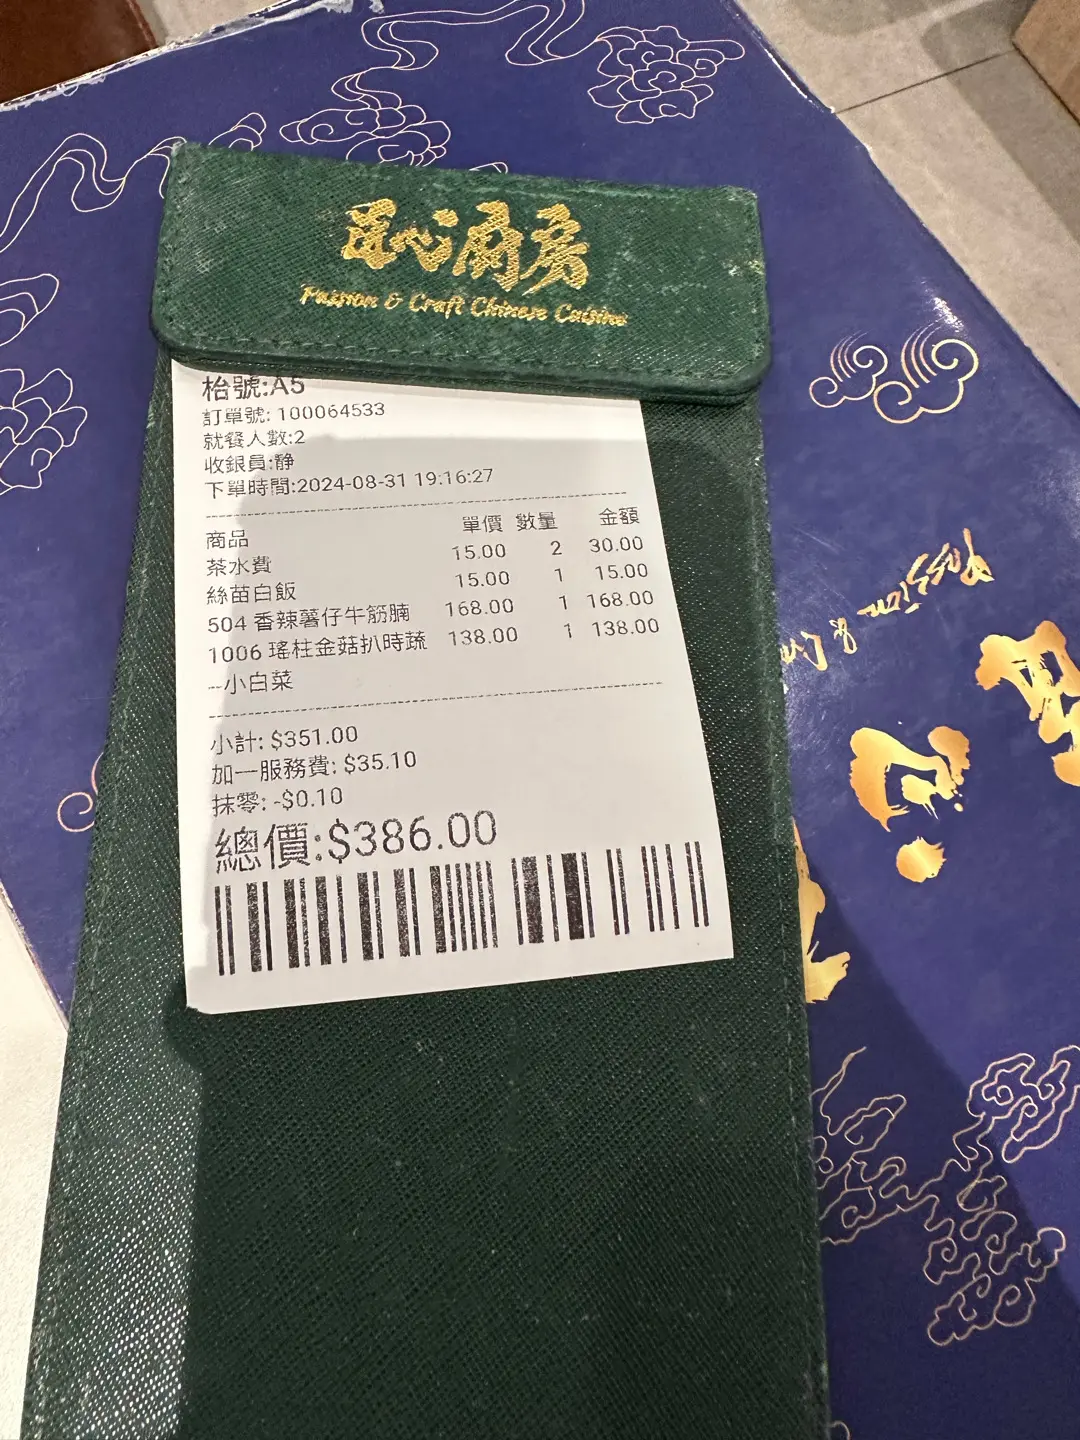 Passion & Craft Chinese Cuisine
枱號:A5
訂單號: 100064533
就餐人數:2
收銀員:静
下單時間:2024-08-31 19:16:27
商品 單價 數量 金額
茶水費 15.00 2 30.00
絲苗白飯 15.00 1 15.00
504 香辣薯仔牛筋腩 168.00 1 168.00
1006 瑤柱金菇扒時蔬 138.00 1 138.00
--小白菜
小計: $351.00
加一服務費: $35.10
抹零: -$0.10
總價:$386.00
Passion &